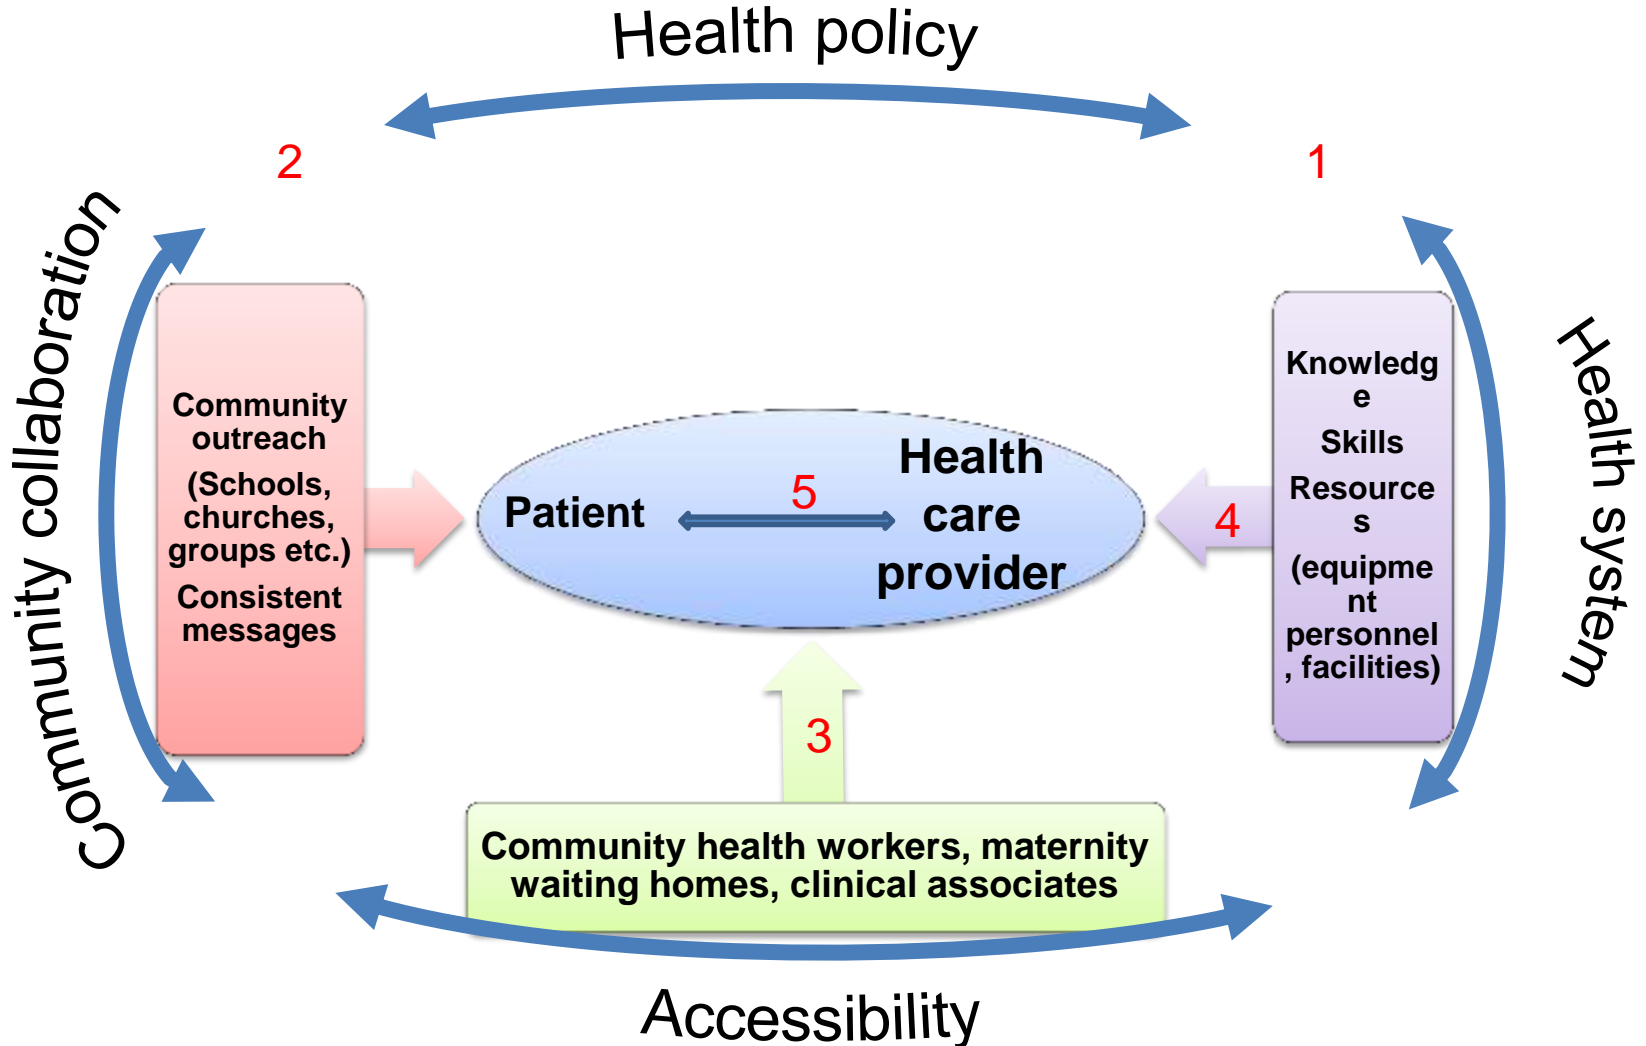 Health policy
2
1
Community collaboration
Health system
Community
outreach
(Schools,
churches,
groups etc.)
Consistent
messages
Patient
5
Health
care
provider
4
Knowledg
e
Skills
Resource
s
(equipme
nt
personnel
, facilities)
3
Community health workers, maternity
waiting homes, clinical associates
Accessibility